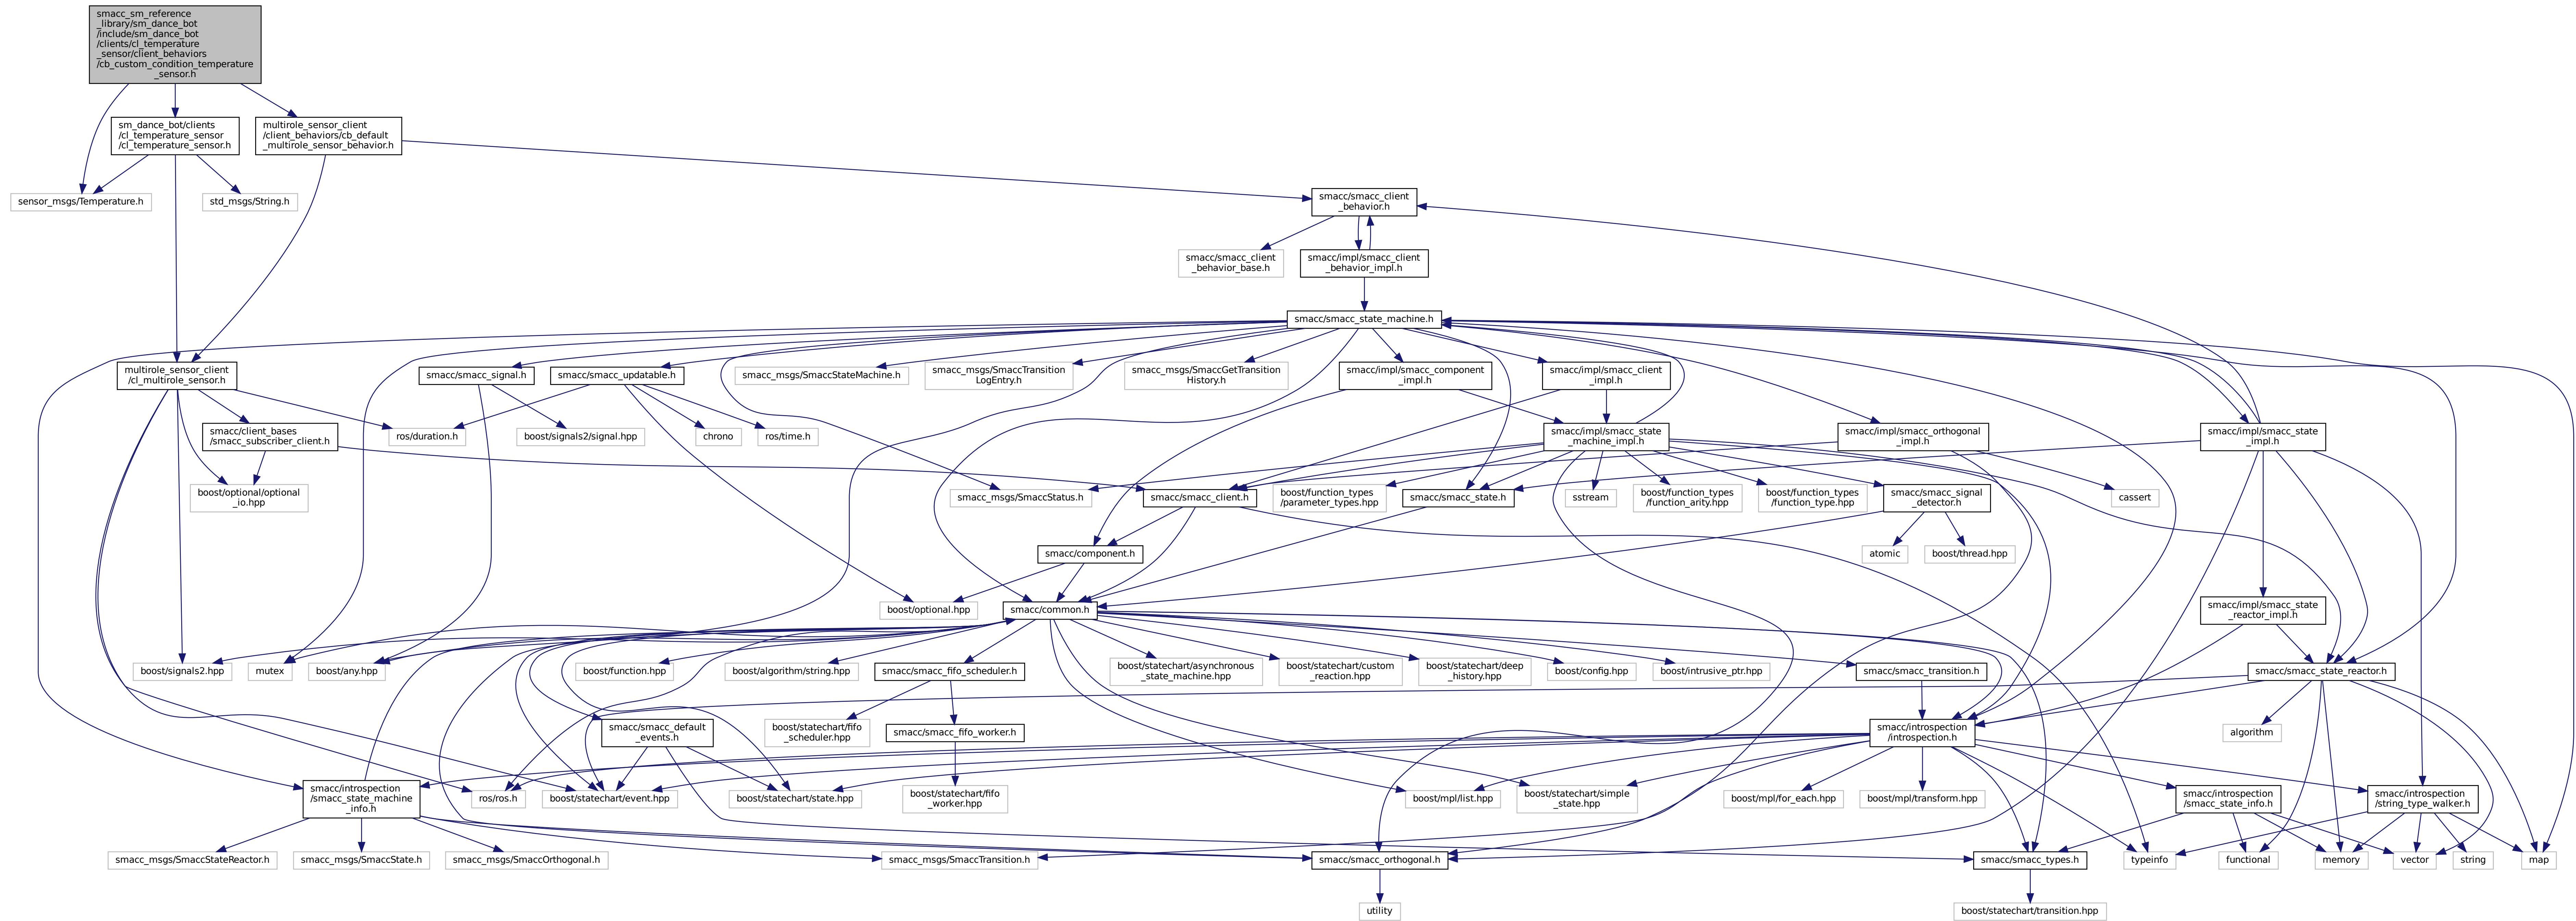 smacc_sm_reference
_library/sm_dance_bot
/include/sm_dance_bot
/clients/cl_temperature
_sensor/client_behaviors
/cb_custom_condition_temperature
_sensor.h
sm_dance_bot/clients
/cl_temperature_sensor
/cl_temperature_sensor.h
multirole_sensor_client
/client_behaviors/cb_default
_multirole_sensor_behavior.h
sensor_msgs/Temperature.h
std_msgs/String.h
smacc/smacc_client
_behavior.h
smacc/smacc_client
_behavior_base.h
smacc/impl/smacc_client
_behavior_impl.h
smacc/smacc_state_machine.h
multirole_sensor_client
/cl_multirole_sensor.h
smacc/smacc_signal.h
smacc/smacc_updatable.h
smacc_msgs/SmaccStateMachine.h
smacc_msgs/SmaccTransition
LogEntry.h
smacc_msgs/SmaccGetTransition
History.h
smacc/impl/smacc_component
_impl.h
smacc/impl/smacc_client
_impl.h
smacc/client_bases
/smacc_subscriber_client.h
ros/duration.h
boost/signals2/signal.hpp
chrono
ros/time.h
smacc/impl/smacc_state
_machine_impl.h
smacc/impl/smacc_orthogonal
_impl.h
smacc/impl/smacc_state
_impl.h
boost/optional/optional
_io.hpp
smacc_msgs/SmaccStatus.h
smacc/smacc_client.h
boost/function_types
/parameter_types.hpp
smacc/smacc_state.h
sstream
boost/function_types
/function_arity.hpp
boost/function_types
/function_type.hpp
smacc/smacc_signal
_detector.h
cassert
smacc/component.h
atomic
boost/thread.hpp
boost/optional.hpp
smacc/common.h
smacc/impl/smacc_state
_reactor_impl.h
boost/signals2.hpp
mutex
boost/any.hpp
boost/function.hpp
boost/algorithm/string.hpp
smacc/smacc_fifo_scheduler.h
boost/statechart/asynchronous
_state_machine.hpp
boost/statechart/custom
_reaction.hpp
boost/statechart/deep
_history.hpp
boost/config.hpp
boost/intrusive_ptr.hpp
smacc/smacc_transition.h
smacc/smacc_state_reactor.h
smacc/smacc_default
_events.h
boost/statechart/fifo
_scheduler.hpp
smacc/smacc_fifo_worker.h
smacc/introspection
/introspection.h
algorithm
smacc/introspection
/smacc_state_machine
_info.h
ros/ros.h
boost/statechart/event.hpp
boost/statechart/state.hpp
boost/statechart/fifo
_worker.hpp
boost/mpl/list.hpp
boost/statechart/simple
_state.hpp
boost/mpl/for_each.hpp
boost/mpl/transform.hpp
smacc/introspection
/smacc_state_info.h
smacc/introspection
/string_type_walker.h
smacc_msgs/SmaccStateReactor.h
smacc_msgs/SmaccState.h
smacc_msgs/SmaccOrthogonal.h
smacc_msgs/SmaccTransition.h
smacc/smacc_orthogonal.h
smacc/smacc_types.h
typeinfo
functional
memory
vector
string
map
utility
boost/statechart/transition.hpp